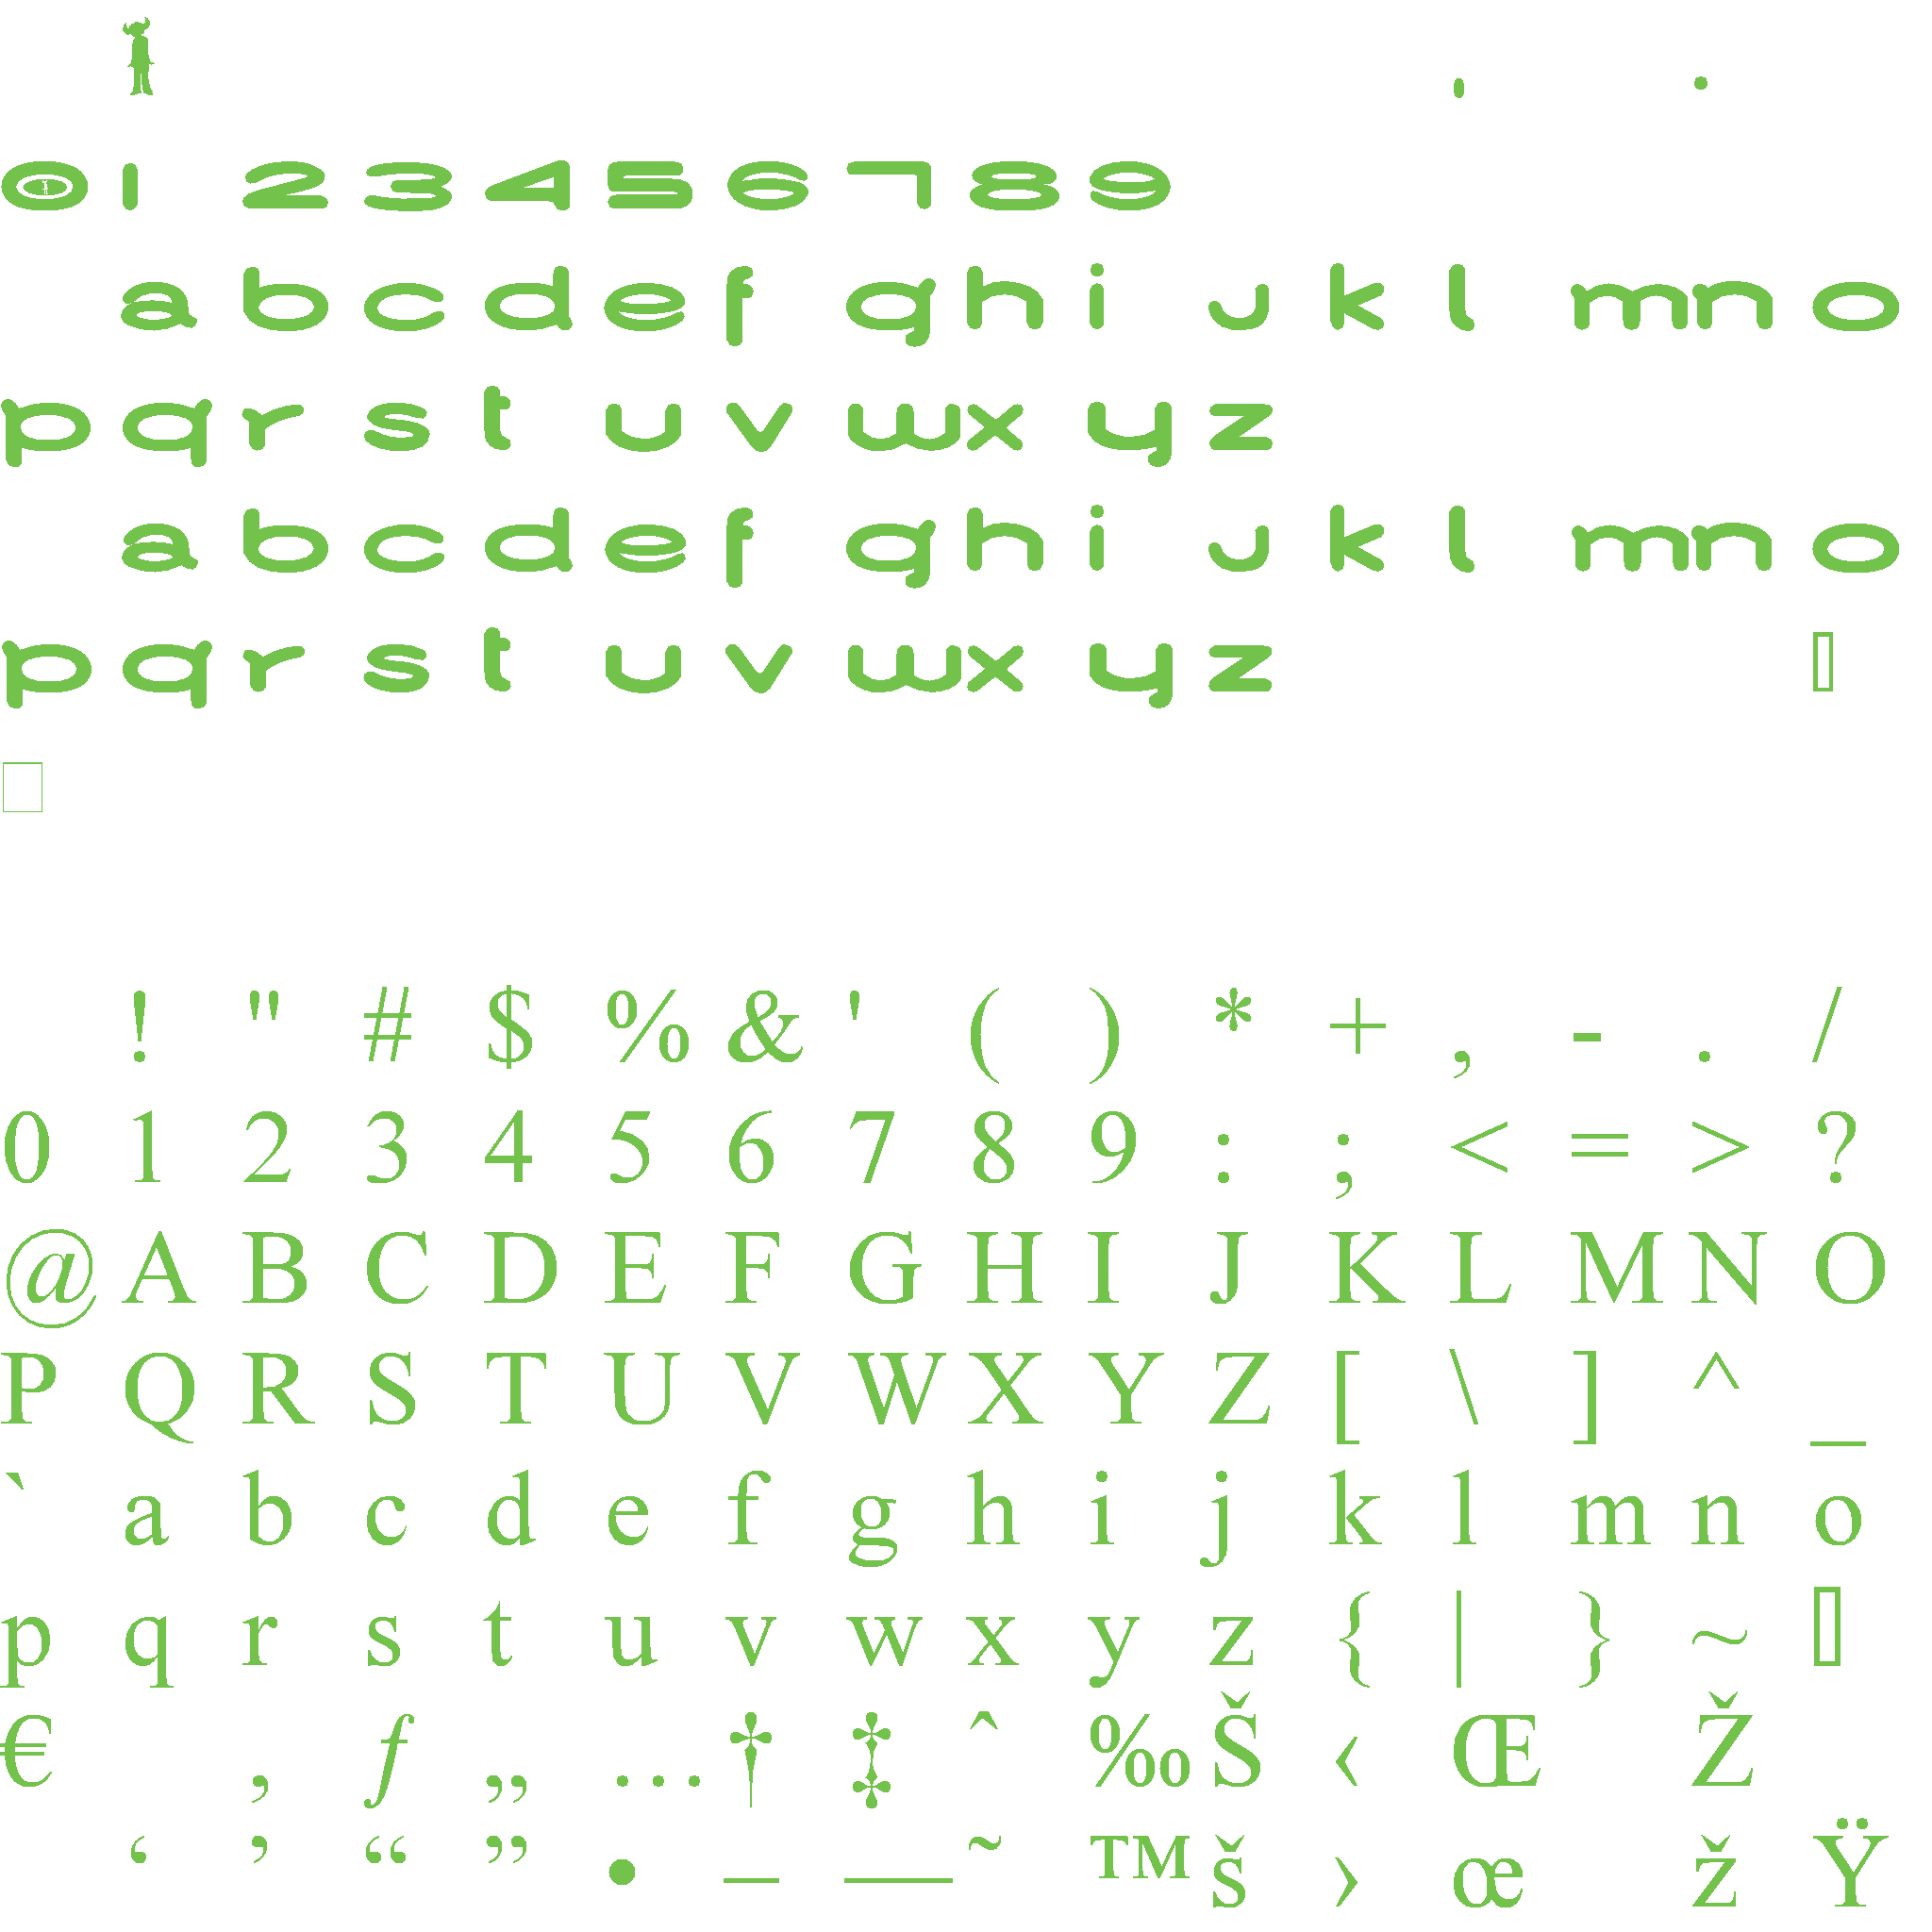 , .
0 1 2 3 4 5 6 7 8 9
a b c d e f g h i j k l m n o
p q r s t u v w x y z
a b c d e f g h i j k l m n o
p q r s t u v w x y z
! " # $ % & ' ( ) * + , - . /
0 1 2 3 4 5 6 7 8 9 : ; < = > ?
@ A B C D E F G H I J K L M N O
P Q R S T U V W X Y Z [ \ ] ^ _
` a b c d e f g h i j k l m n o
p q r s t u v w x y z { | } ~
€ ‚ ƒ „ … † ‡ ˆ ‰ Š ‹ Œ Ž
‘ ’ “ ” • – — ˜ ™ š › œ ž Ÿ